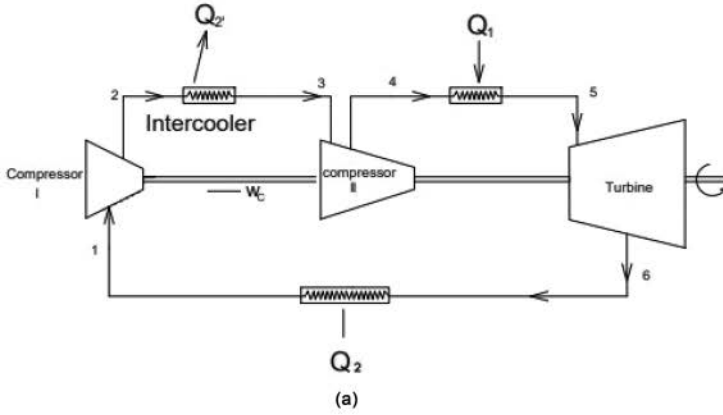 Q2'
Q1
2
3
4
5
Intercooler
Compressor
I
compressor
II
Turbine
WC
1
6
Q2
(a)